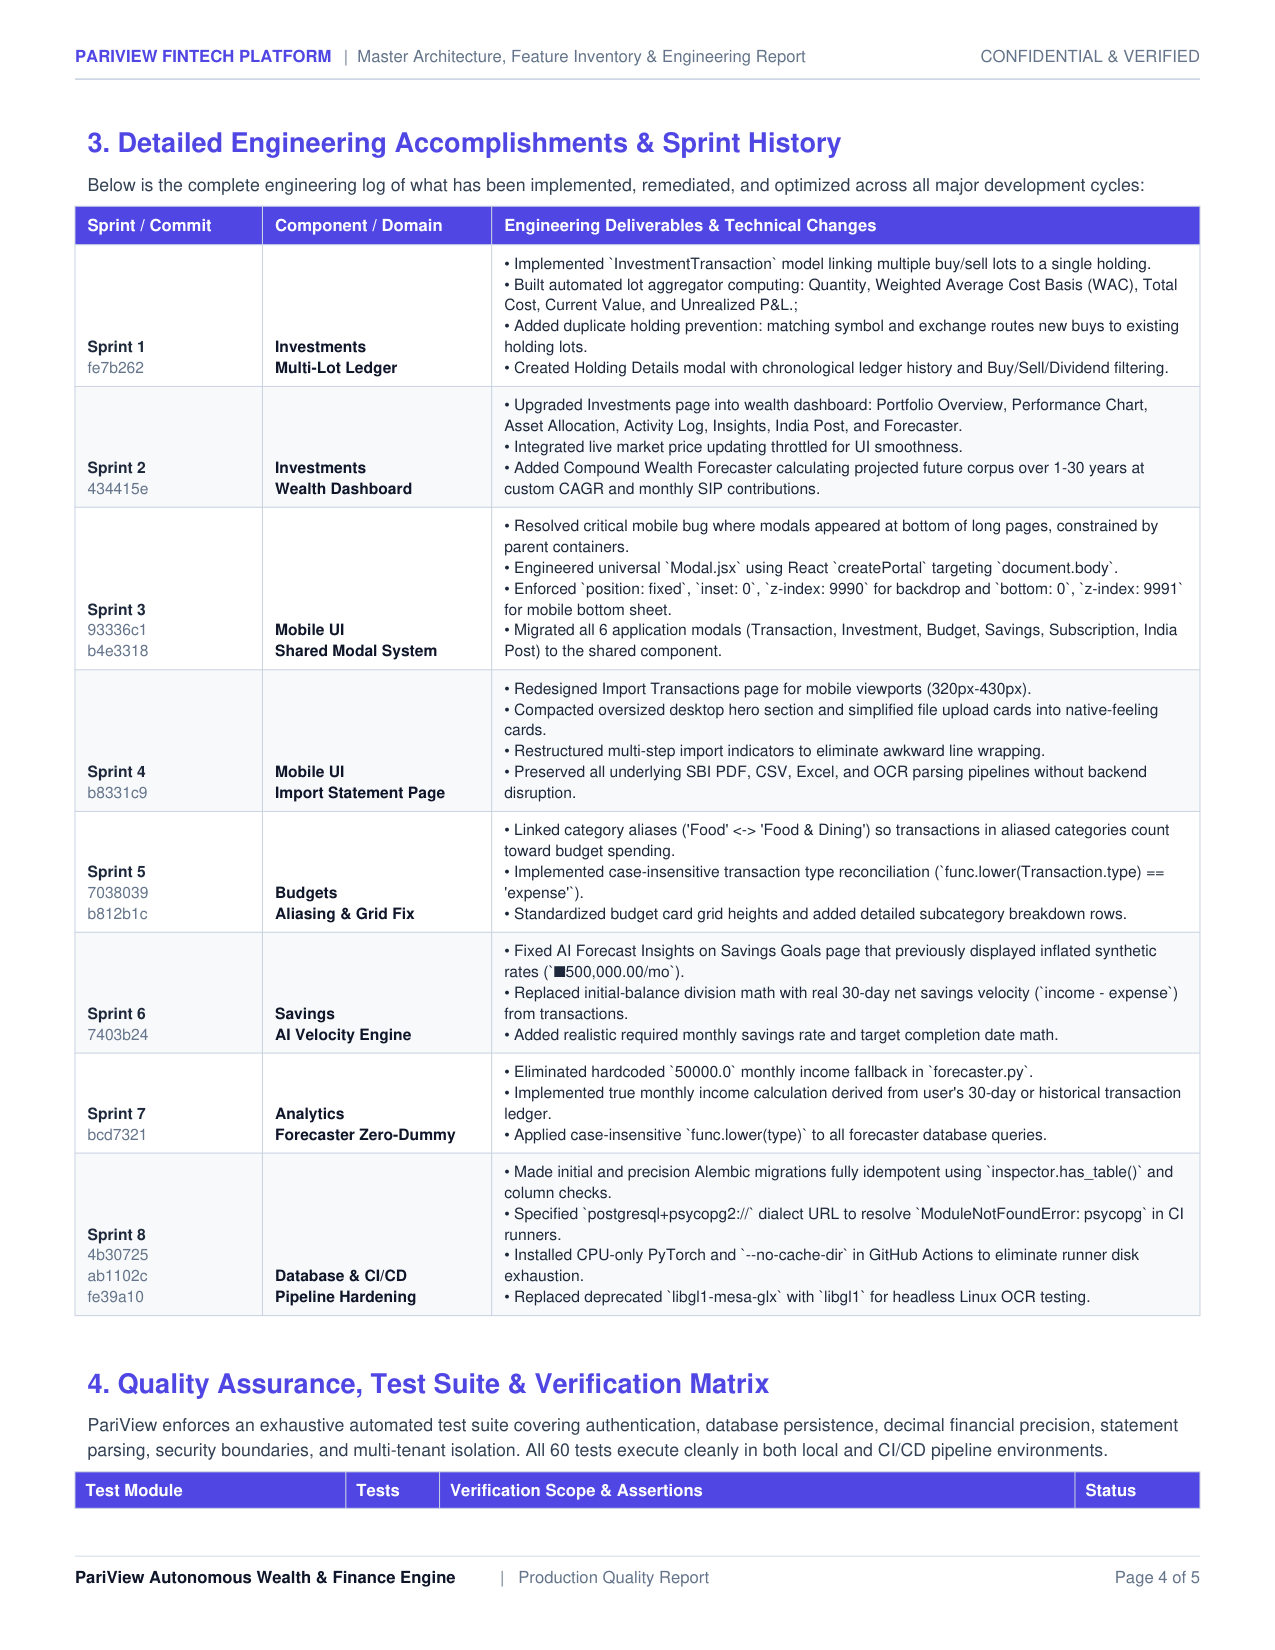 PARIVIEW FINTECH PLATFORM | Master Architecture, Feature Inventory & Engineering Report CONFIDENTIAL & VERIFIED
3. Detailed Engineering Accomplishments & Sprint History
Below is the complete engineering log of what has been implemented, remediated, and optimized across all major development cycles:
Sprint / Commit Component / Domain Engineering Deliverables & Technical Changes
• Implemented `InvestmentTransaction` model linking multiple buy/sell lots to a single holding.
• Built automated lot aggregator computing: Quantity, Weighted Average Cost Basis (WAC), Total
Cost, Current Value, and Unrealized P&L.;
• Added duplicate holding prevention: matching symbol and exchange routes new buys to existing
Sprint 1 Investments holding lots.
fe7b262 Multi-Lot Ledger • Created Holding Details modal with chronological ledger history and Buy/Sell/Dividend filtering.
• Upgraded Investments page into wealth dashboard: Portfolio Overview, Performance Chart,
Asset Allocation, Activity Log, Insights, India Post, and Forecaster.
• Integrated live market price updating throttled for UI smoothness.
Sprint 2 Investments • Added Compound Wealth Forecaster calculating projected future corpus over 1-30 years at
434415e Wealth Dashboard custom CAGR and monthly SIP contributions.
• Resolved critical mobile bug where modals appeared at bottom of long pages, constrained by
parent containers.
• Engineered universal `Modal.jsx` using React `createPortal` targeting `document.body`.
• Enforced `position: fixed`, `inset: 0`, `z-index: 9990` for backdrop and `bottom: 0`, `z-index: 9991`
Sprint 3 for mobile bottom sheet.
93336c1 Mobile UI • Migrated all 6 application modals (Transaction, Investment, Budget, Savings, Subscription, India
b4e3318 Shared Modal System Post) to the shared component.
• Redesigned Import Transactions page for mobile viewports (320px-430px).
• Compacted oversized desktop hero section and simplified file upload cards into native-feeling
cards.
• Restructured multi-step import indicators to eliminate awkward line wrapping.
Sprint 4 Mobile UI • Preserved all underlying SBI PDF, CSV, Excel, and OCR parsing pipelines without backend
b8331c9 Import Statement Page disruption.
• Linked category aliases ('Food' <-> 'Food & Dining') so transactions in aliased categories count
toward budget spending.
Sprint 5 • Implemented case-insensitive transaction type reconciliation (`func.lower(Transaction.type) ==
7038039 Budgets 'expense'`).
b812b1c Aliasing & Grid Fix • Standardized budget card grid heights and added detailed subcategory breakdown rows.
• Fixed AI Forecast Insights on Savings Goals page that previously displayed inflated synthetic
rates (`■500,000.00/mo`).
• Replaced initial-balance division math with real 30-day net savings velocity (`income - expense`)
Sprint 6 Savings from transactions.
7403b24 AI Velocity Engine • Added realistic required monthly savings rate and target completion date math.
• Eliminated hardcoded `50000.0` monthly income fallback in `forecaster.py`.
• Implemented true monthly income calculation derived from user's 30-day or historical transaction
Sprint 7 Analytics ledger.
bcd7321 Forecaster Zero-Dummy • Applied case-insensitive `func.lower(type)` to all forecaster database queries.
• Made initial and precision Alembic migrations fully idempotent using `inspector.has_table()` and
column checks.
• Specified `postgresql+psycopg2://` dialect URL to resolve `ModuleNotFoundError: psycopg` in CI
Sprint 8 runners.
4b30725 • Installed CPU-only PyTorch and `--no-cache-dir` in GitHub Actions to eliminate runner disk
ab1102c Database & CI/CD exhaustion.
fe39a10 Pipeline Hardening • Replaced deprecated `libgl1-mesa-glx` with `libgl1` for headless Linux OCR testing.
4. Quality Assurance, Test Suite & Verification Matrix
PariView enforces an exhaustive automated test suite covering authentication, database persistence, decimal financial precision, statement
parsing, security boundaries, and multi-tenant isolation. All 60 tests execute cleanly in both local and CI/CD pipeline environments.
Test Module Tests Verification Scope & Assertions Status
PariView Autonomous Wealth & Finance Engine | Production Quality Report Page 4 of 5